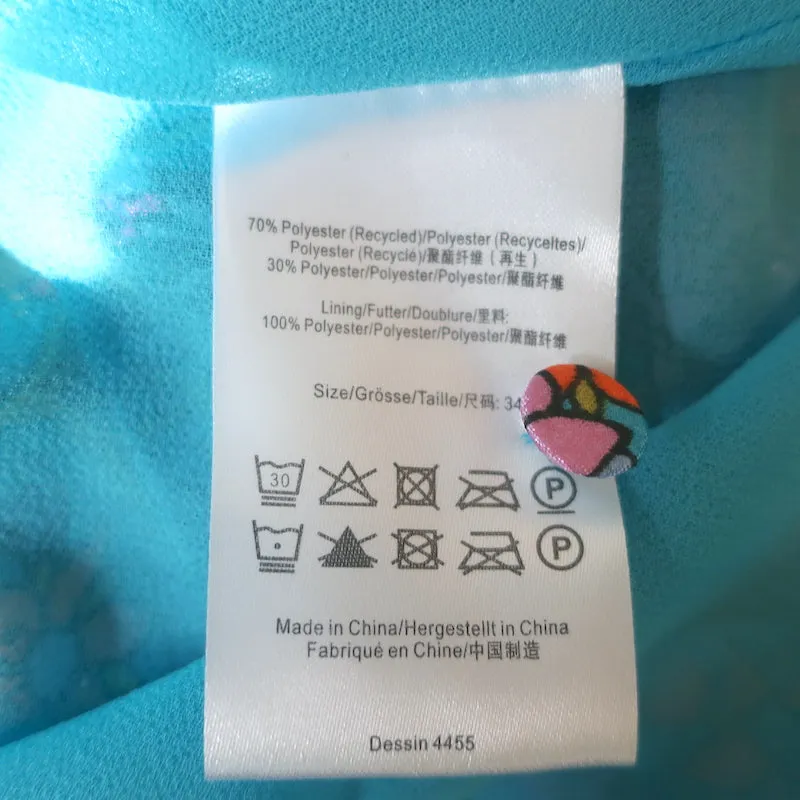 70% Polyester (Recycled)/Polyester (Recyceltes)/
Polyester (Recyclé)/聚酯纤维（再生）
30% Polyester/Polyester/Polyester/聚酯纤维
Lining/Futter/Doublure/里料:
100% Polyester/Polyester/Polyester/聚酯纤维
Size/Grösse/Taille/尺码: 34
30
P
P
Made in China/Hergestellt in China
Fabriqué en Chine/中国制造
Dessin 4455